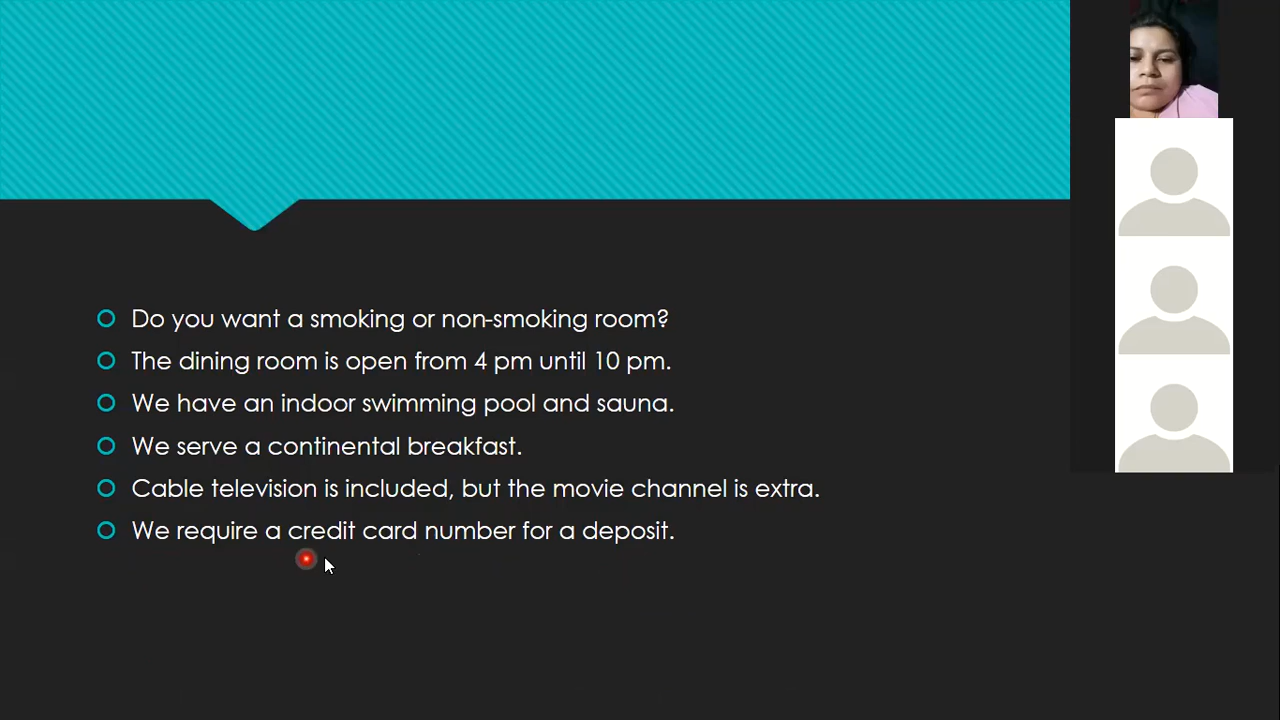 Do you want a smoking or non-smoking room?
The dining room is open from 4 pm until 10 pm.
We have an indoor swimming pool and sauna.
We serve a continental breakfast.
Cable television is included, but the movie channel is extra.
We require a credit card number for a deposit.